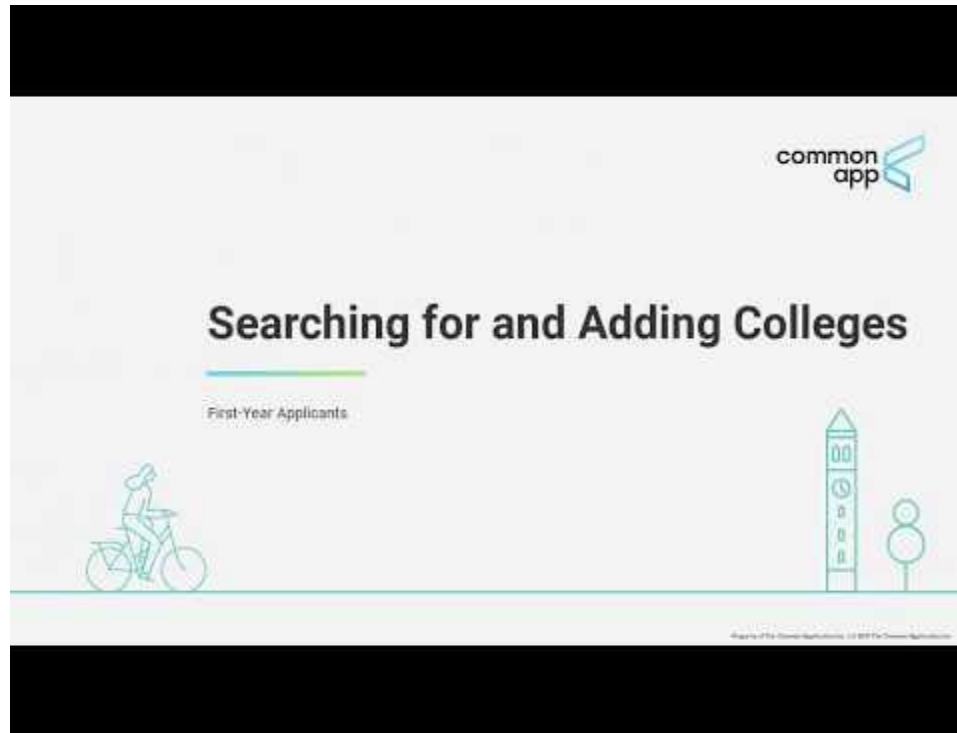 common
app
Searching for and Adding Colleges
First-Year Applicants